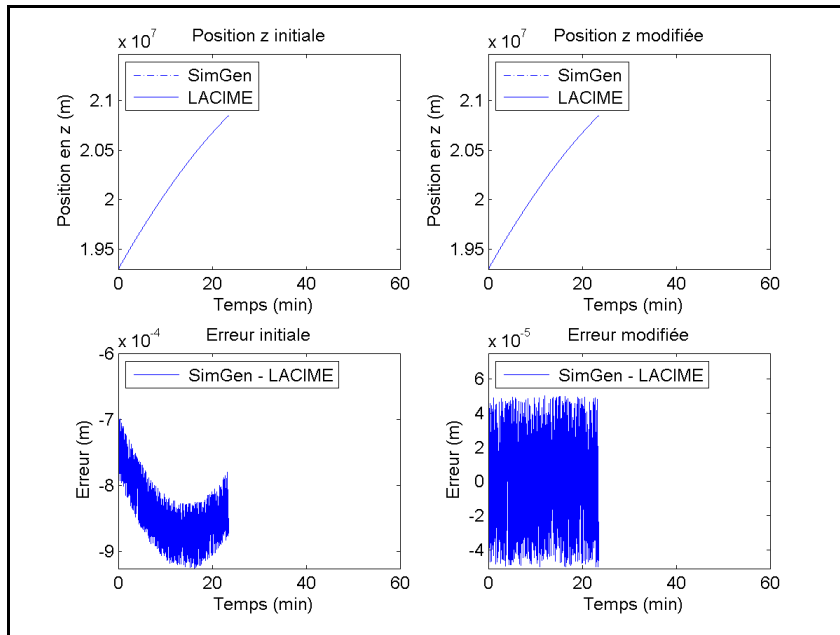 Position z initiale
x 10^7
SimGen
LACIME
Position en z (m)
2.1
2.05
2
1.95
0
20
40
60
Temps (min)
Position z modifiée
x 10^7
SimGen
LACIME
Position en z (m)
2.1
2.05
2
1.95
0
20
40
60
Temps (min)
Erreur initiale
x 10^-4
SimGen - LACIME
Erreur (m)
-6
-7
-8
-9
0
20
40
60
Temps (min)
Erreur modifiée
x 10^-5
SimGen - LACIME
Erreur (m)
6
4
2
0
-2
-4
0
20
40
60
Temps (min)